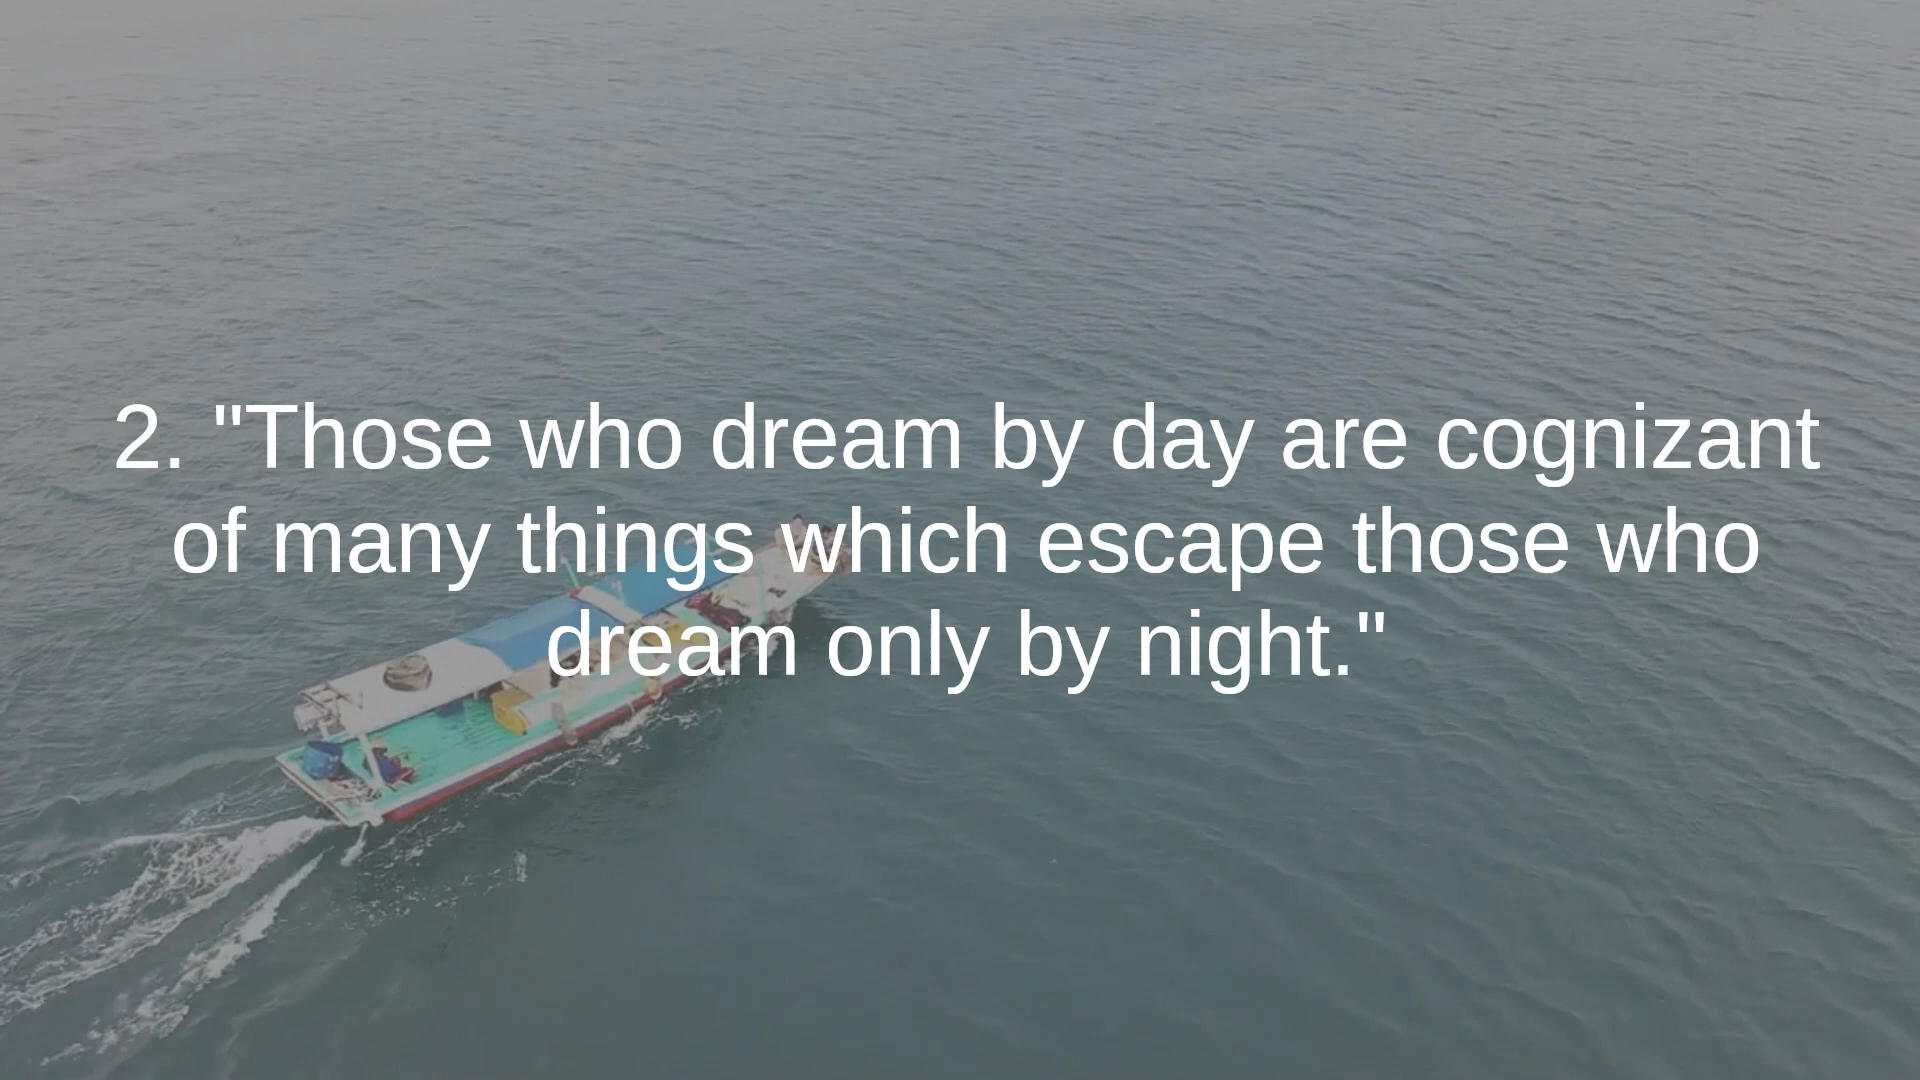 2. "Those who dream by day are cognizant
of many things which escape those who
dream only by night."